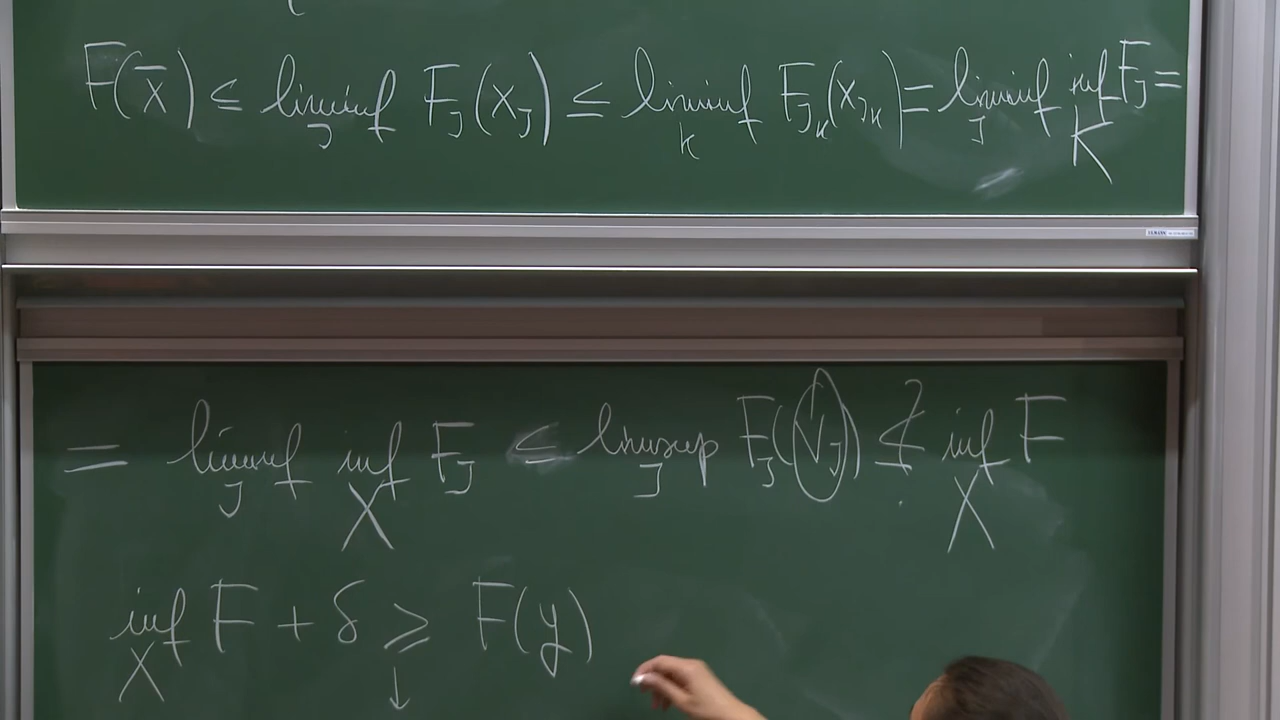 F(x̄) ≤ liminf_J F_J(x_J) ≤ liminf_k F_{J_k}(x_{J_k}) = liminf_J inf_K F_J =
= liminf_J inf_X F_J ≤ limsup_J F_J(y_J) ≤? inf_X F
inf_X F + δ ≥ F(y)
↓